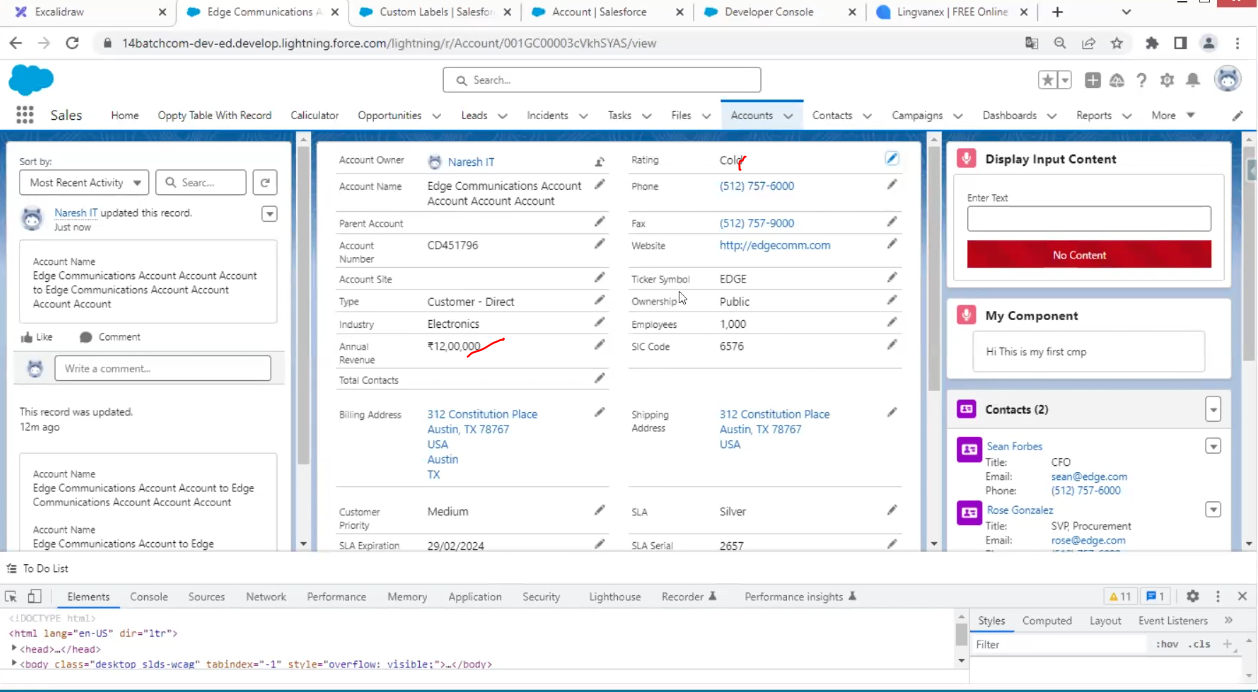 Excalidraw
Edge Communications A
Custom Labels | Salesfor
Account | Salesforce
Developer Console
Lingvanex | FREE Online
14batchcom-dev-ed.develop.lightning.force.com/lightning/r/Account/001GC00003cVkhSYAS/view
Search...
Sales Home Oppty Table With Record Calculator Opportunities Leads Incidents Tasks Files Accounts Contacts Campaigns Dashboards Reports More
Sort by:
Most Recent Activity
Searc...
Naresh IT updated this record.
Just now
Account Name
Edge Communications Account Account Account
to Edge Communications Account Account
Account Account
Like Comment
Write a comment...
This record was updated.
12m ago
Account Name
Edge Communications Account Account to Edge
Communications Account Account Account
Account Name
Edge Communications Account to Edge
Account Owner Naresh IT
Rating Cold
Account Name Edge Communications Account
Account Account Account
Phone (512) 757-6000
Parent Account
Fax (512) 757-9000
Account
Number
CD451796
Website http://edgecomm.com
Account Site
Ticker Symbol EDGE
Type Customer - Direct
Ownership Public
Industry Electronics
Employees 1,000
Annual
Revenue
₹12,00,000
SIC Code 6576
Total Contacts
Billing Address 312 Constitution Place
Austin, TX 78767
USA
Austin
TX
Shipping
Address
312 Constitution Place
Austin, TX 78767
USA
Customer
Priority
Medium
SLA Silver
SLA Expiration 29/02/2024
SLA Serial 2657
Display Input Content
Enter Text
No Content
My Component
Hi This is my first cmp
Contacts (2)
Sean Forbes
Title: CFO
Email: sean@edge.com
Phone: (512) 757-6000
Rose Gonzalez
Title: SVP, Procurement
Email: rose@edge.com
To Do List
Elements Console Sources Network Performance Memory Application Security Lighthouse Recorder Performance insights 11 1
<!DOCTYPE html>
<html lang="en-US" dir="ltr">
<head>…</head>
<body class="desktop slds-wcag" tabindex="-1" style="overflow: visible;">…</body>
Styles Computed Layout Event Listeners »
Filter :hov .cls +